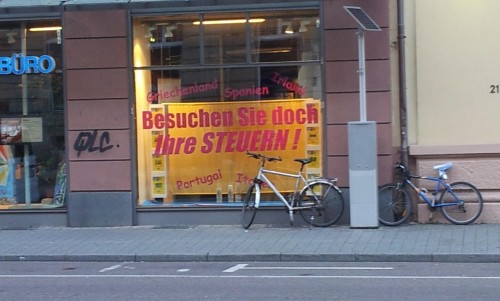 BÜRO
Griechenland Spanien Irland
Besuchen Sie doch
Ihre STEUERN !
Portugal
21